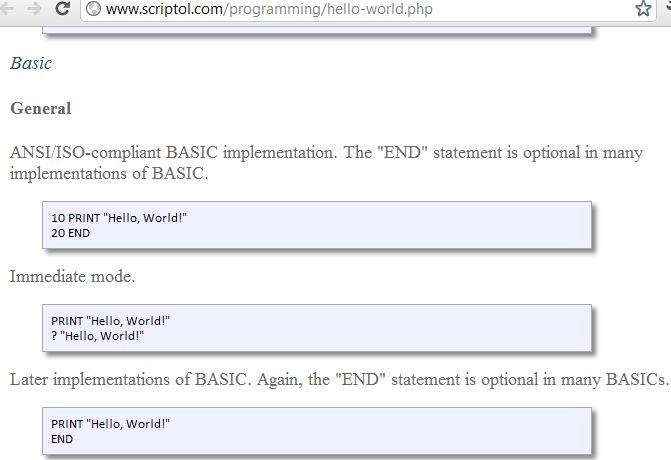 www.scriptol.com/programming/hello-world.php
Basic
General
ANSI/ISO-compliant BASIC implementation. The "END" statement is optional in many
implementations of BASIC.
10 PRINT "Hello, World!"
20 END
Immediate mode.
PRINT "Hello, World!"
? "Hello, World!"
Later implementations of BASIC. Again, the "END" statement is optional in many BASICs.
PRINT "Hello, World!"
END